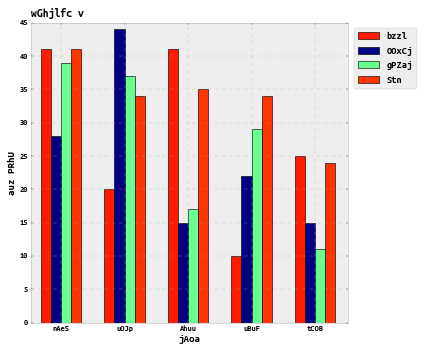 wGhjlfc v
45
40
35
30
25
20
15
10
5
0
auz PRhU
nAeS uOJp Ahuu uBuF tCOB
jAoa
bzzl
OOxCj
gPZaj
Stn